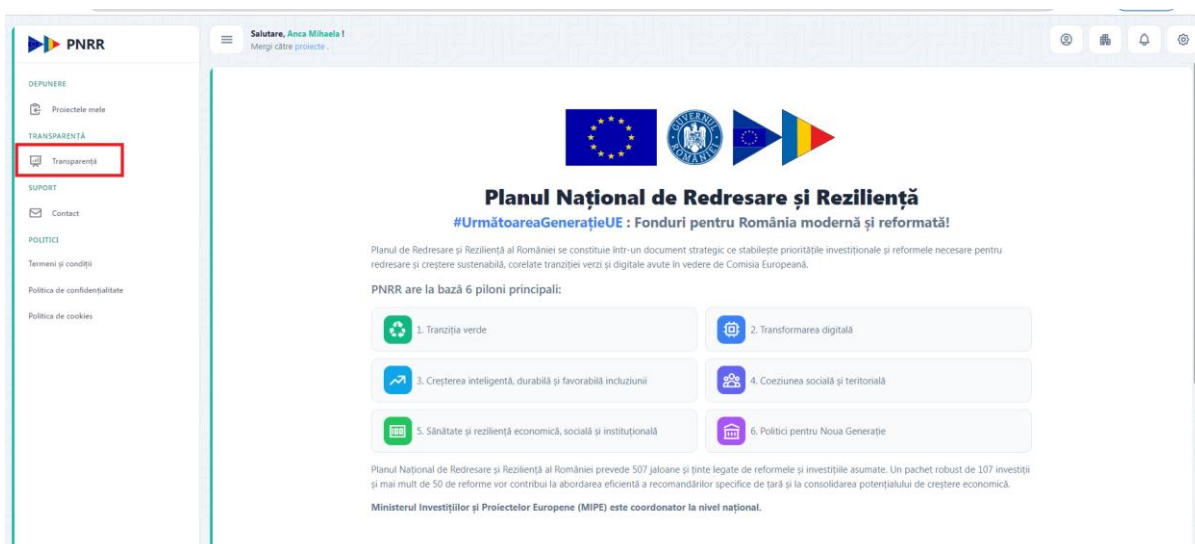 PNRR
DEPUNERE
Proiectele mele
TRANSPARENȚĂ
Transparență
SUPORT
Contact
POLITICI
Termeni și condiții
Politica de confidențialitate
Politica de cookies
Salutare, Anca Mihaela !
Mergi către proiecte .
GUVERNUL ROMÂNIEI
Planul Național de Redresare și Reziliență
#UrmătoareaGenerațieUE : Fonduri pentru România modernă și reformată!
Planul de Redresare și Reziliență al României se constituie într-un document strategic ce stabilește prioritățile investiționale și reformele necesare pentru
redresare și creștere sustenabilă, corelate tranziției verzi și digitale avute în vedere de Comisia Europeană.
PNRR are la bază 6 piloni principali:
1. Tranziția verde
2. Transformarea digitală
3. Creșterea inteligentă, durabilă și favorabilă incluziunii
4. Coeziunea socială și teritorială
5. Sănătate și reziliență economică, socială și instituțională
6. Politici pentru Noua Generație
Planul Național de Redresare și Reziliență al României prevede 507 jaloane și ținte legate de reformele și investițiile asumate. Un pachet robust de 107 investiții
și mai mult de 50 de reforme vor contribui la abordarea eficientă a recomandărilor specifice de țară și la consolidarea potențialului de creștere economică.
Ministerul Investițiilor și Proiectelor Europene (MIPE) este coordonator la nivel național.